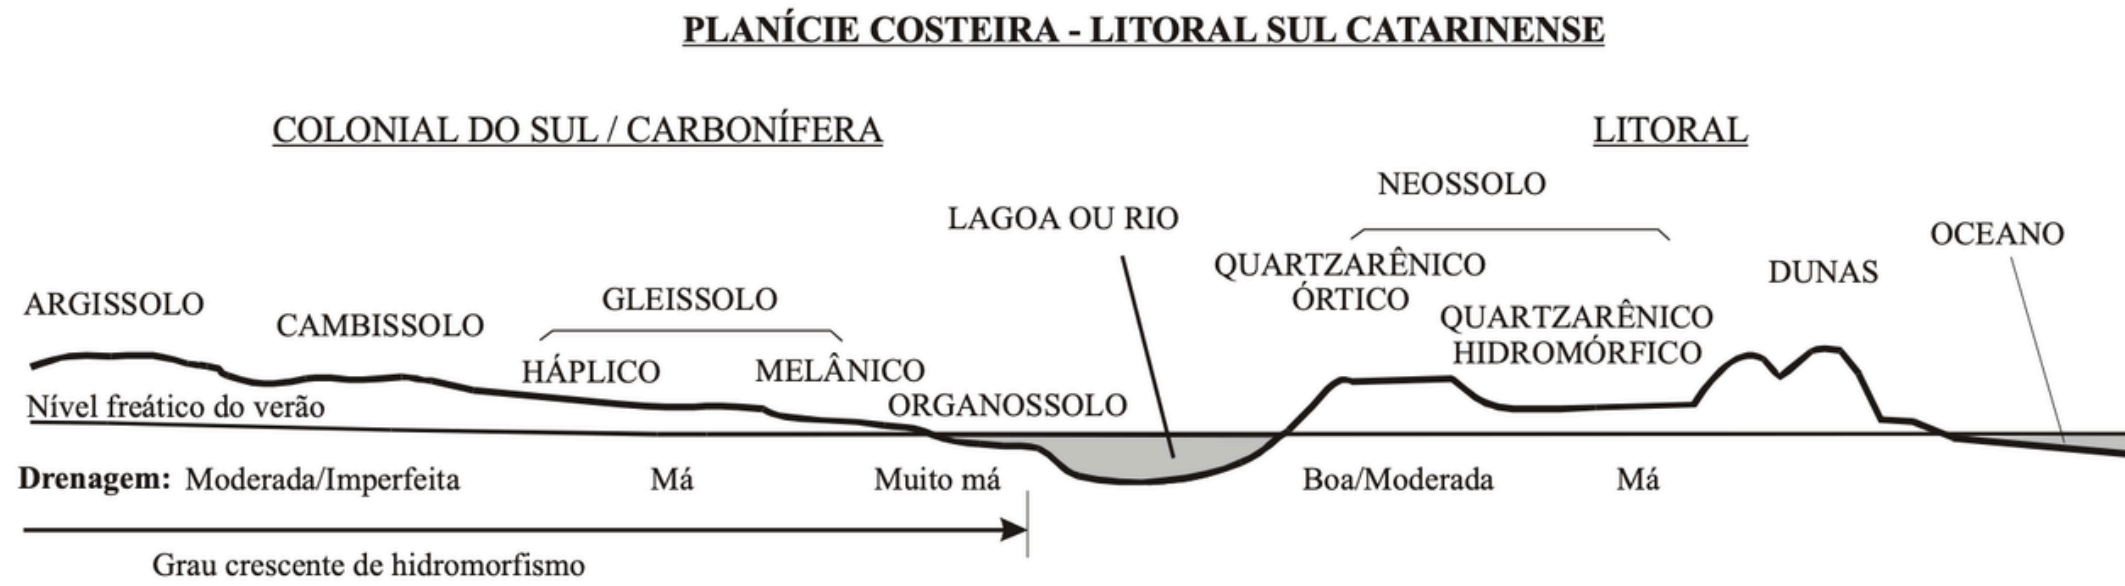 PLANÍCIE COSTEIRA - LITORAL SUL CATARINENSE
COLONIAL DO SUL / CARBONÍFERA
LITORAL
NEOSSOLO
LAGOA OU RIO
OCEANO
QUARTZARÊNICO
ÓRTICO
DUNAS
ARGISSOLO
CAMBISSOLO
GLEISSOLO
QUARTZARÊNICO
HIDROMÓRFICO
HÁPLICO
MELÂNICO
ORGANOSSOLO
Nível freático do verão
Drenagem: Moderada/Imperfeita Má Muito má Boa/Moderada Má
Grau crescente de hidromorfismo